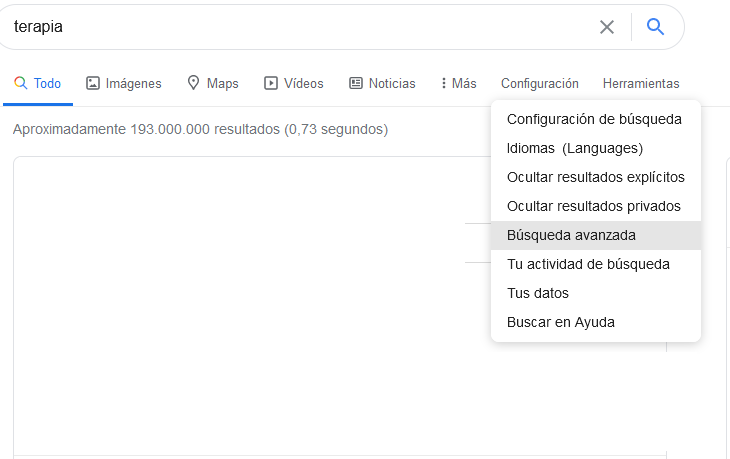 terapia
Todo Imágenes Maps Vídeos Noticias Más Configuración Herramientas
Aproximadamente 193.000.000 resultados (0,73 segundos)
Configuración de búsqueda
Idiomas (Languages)
Ocultar resultados explícitos
Ocultar resultados privados
Búsqueda avanzada
Tu actividad de búsqueda
Tus datos
Buscar en Ayuda